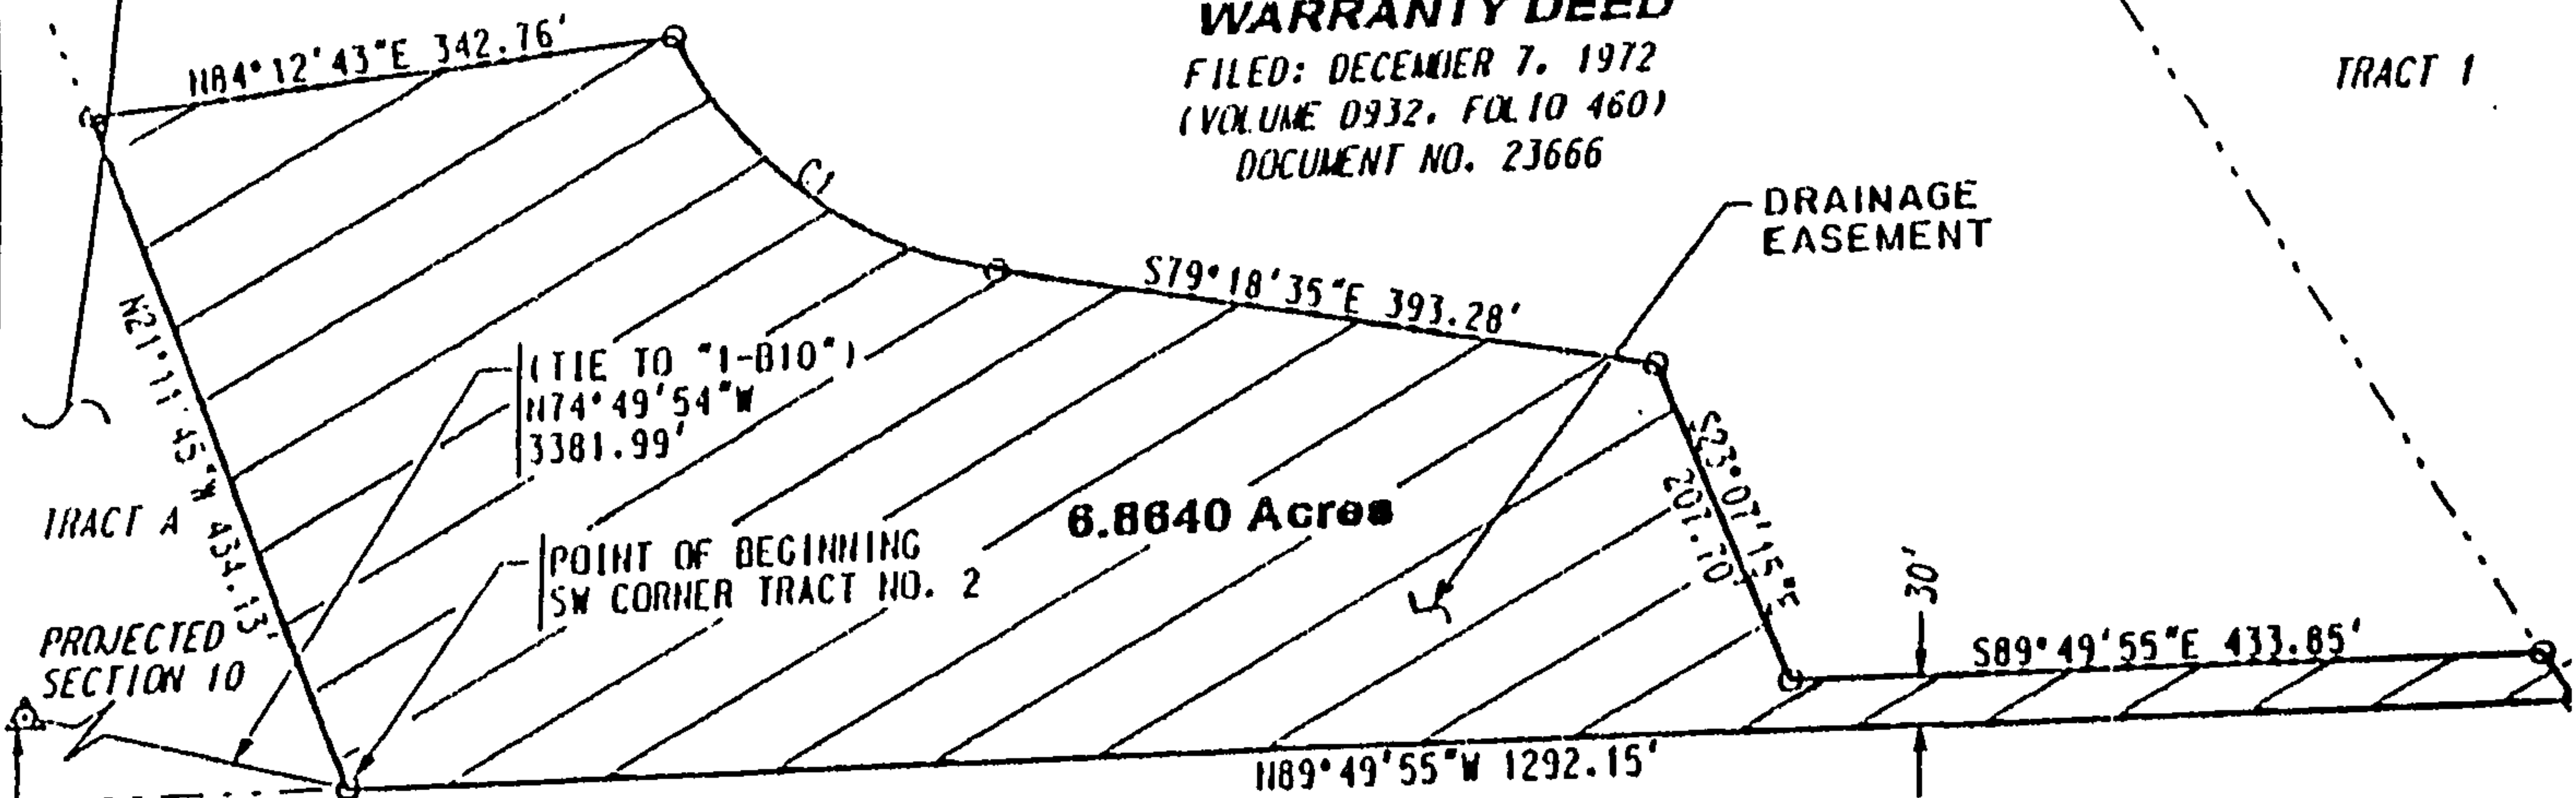 WARRANTY DEED
FILED: DECEMBER 7, 1972
(VOLUME D932, FOLIO 460)
DOCUMENT NO. 23666
TRACT 1
N84°12'43"E 342.76'
C1
DRAINAGE
EASEMENT
S79°18'35"E 393.28'
N21°11'45"W 434.13'
(TIE TO "1-B10")
N74°49'54"W
3381.99'
S23°07'15"E
201.70'
6.8640 Acres
TRACT A
POINT OF BEGINNING
SW CORNER TRACT NO. 2
PROJECTED
SECTION 10
30'
S89°49'55"E 433.85'
N89°49'55"W 1292.15'